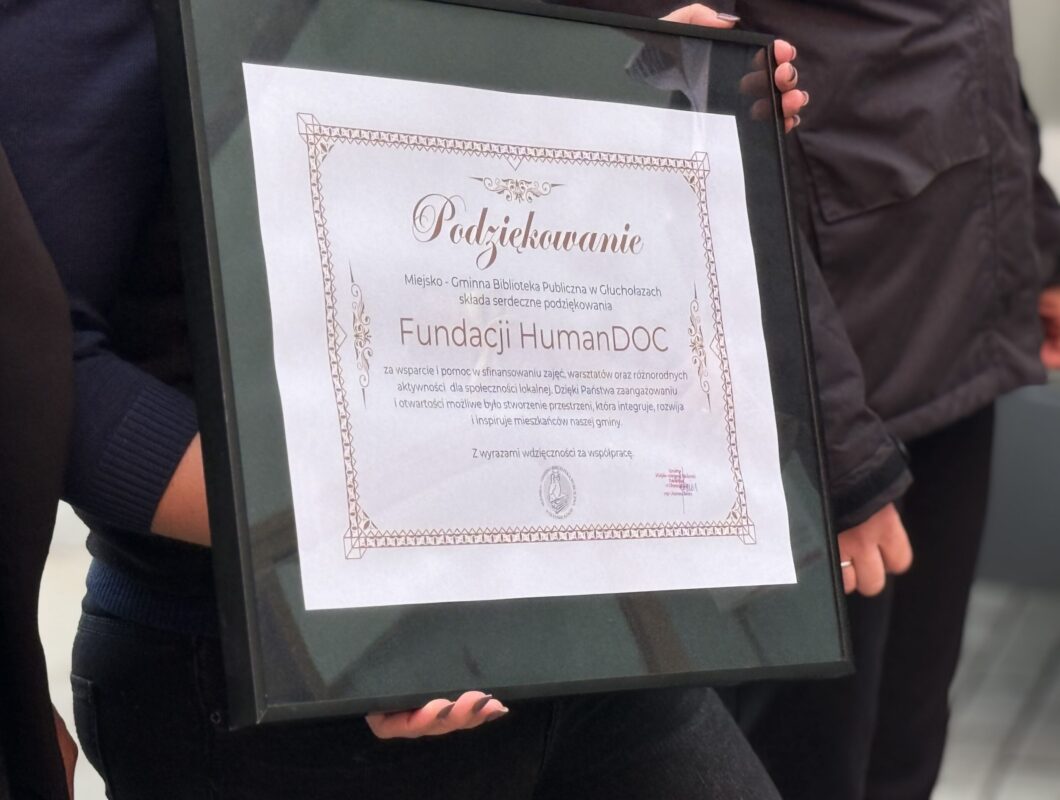 Podziękowanie
Miejsko - Gminna Biblioteka Publiczna w Głuchołazach
składa serdeczne podziękowania
Fundacji HumanDOC
za wsparcie i pomoc w sfinansowaniu zajęć, warsztatów oraz różnorodnych
aktywności dla społeczności lokalnej. Dzięki Państwa zaangażowaniu
i otwartości możliwe było stworzenie przestrzeni, która integruje, rozwija
i inspiruje mieszkańców naszej gminy.
Z wyrazami wdzięczności za współpracę.